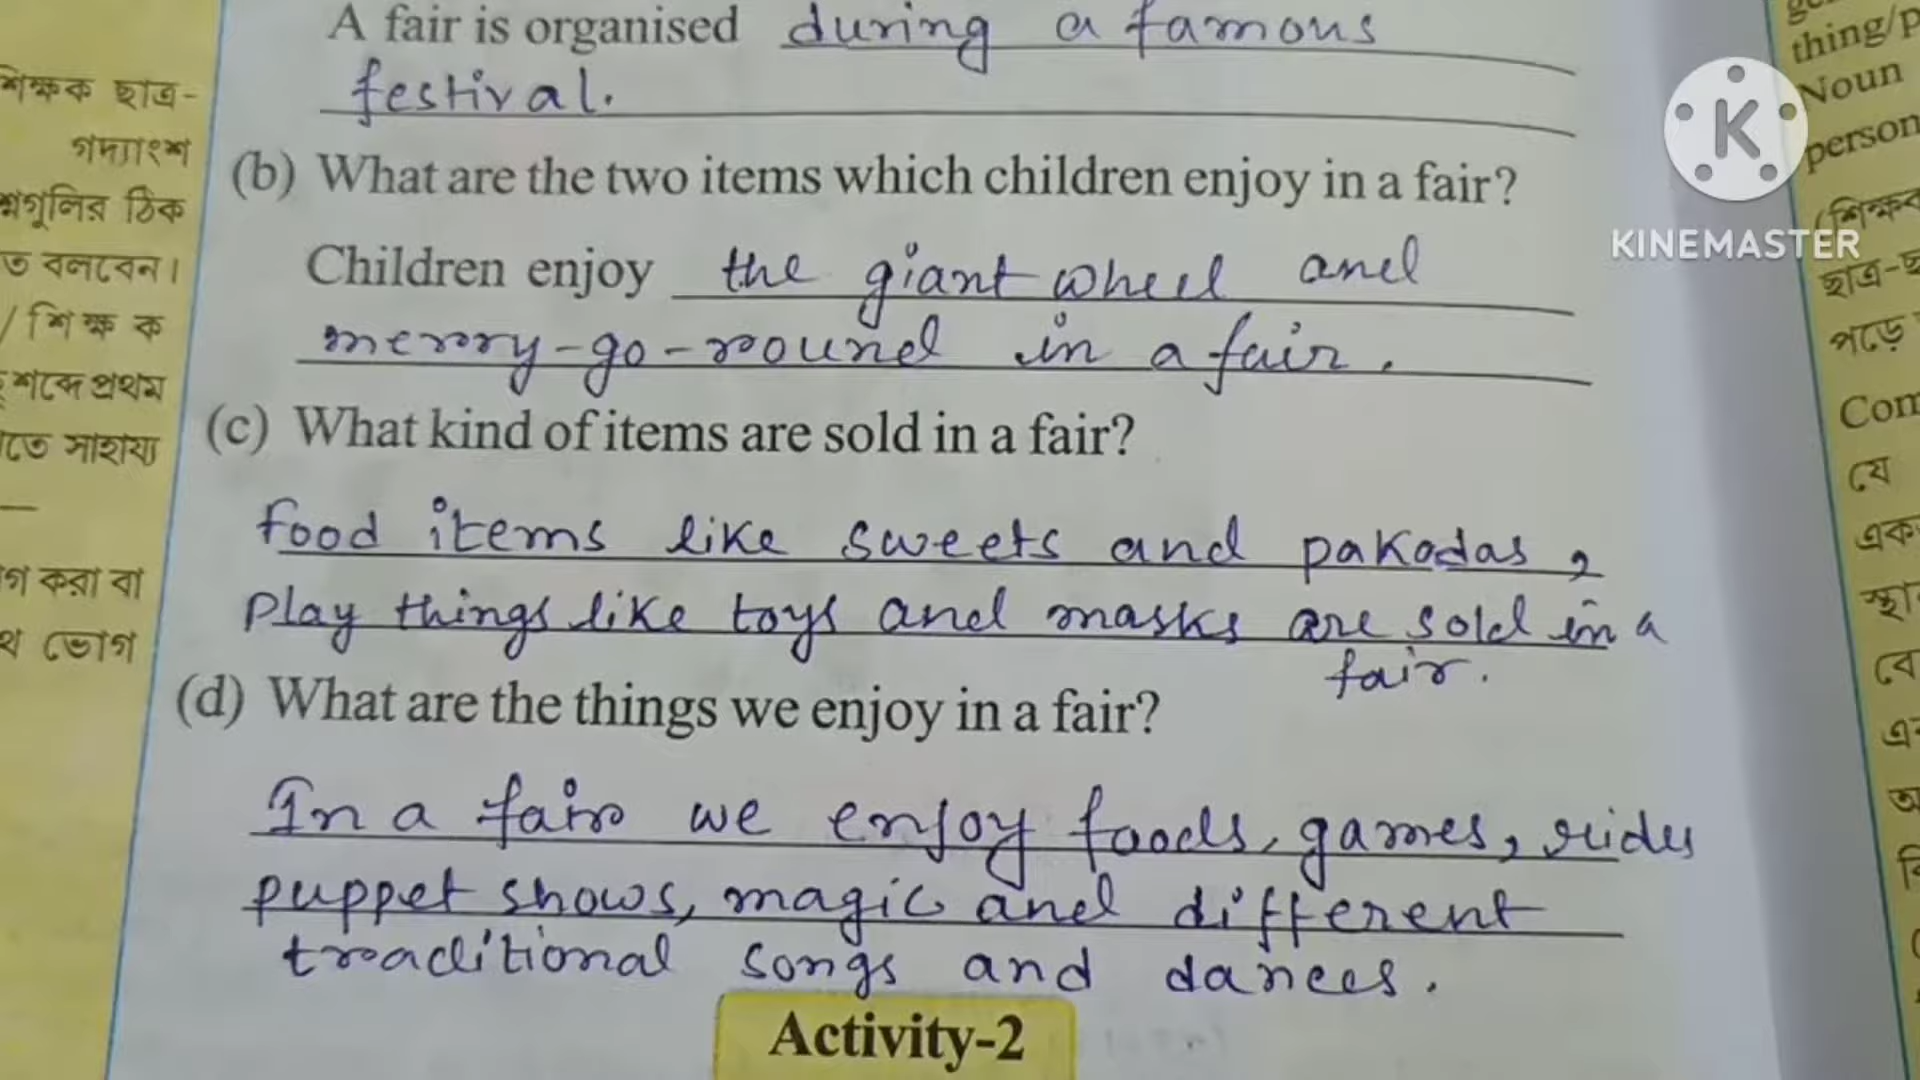 A fair is organised during a famous
festival.
(b) What are the two items which children enjoy in a fair?
Children enjoy the giant wheel and
merry-go-round in a fair.
(c) What kind of items are sold in a fair?
food items like sweets and pakodas,
Play things like toys and masks are sold in a
fair.
(d) What are the things we enjoy in a fair?
In a fair we enjoy foods, games, rides
puppet shows, magic and different
traditional songs and dances.
Activity-2
শিক্ষক ছাত্র-
গদ্যাংশ
ঠিক
ত বলবেন।
/ শিক্ষক
শব্দে প্রথম
তে সাহায্য
গ করা বা
থ ভোগ
thing/p
Noun
person
KINEMASTER
ছাত্র-ছ
পড়ে
Com
যে
এক
স্থা